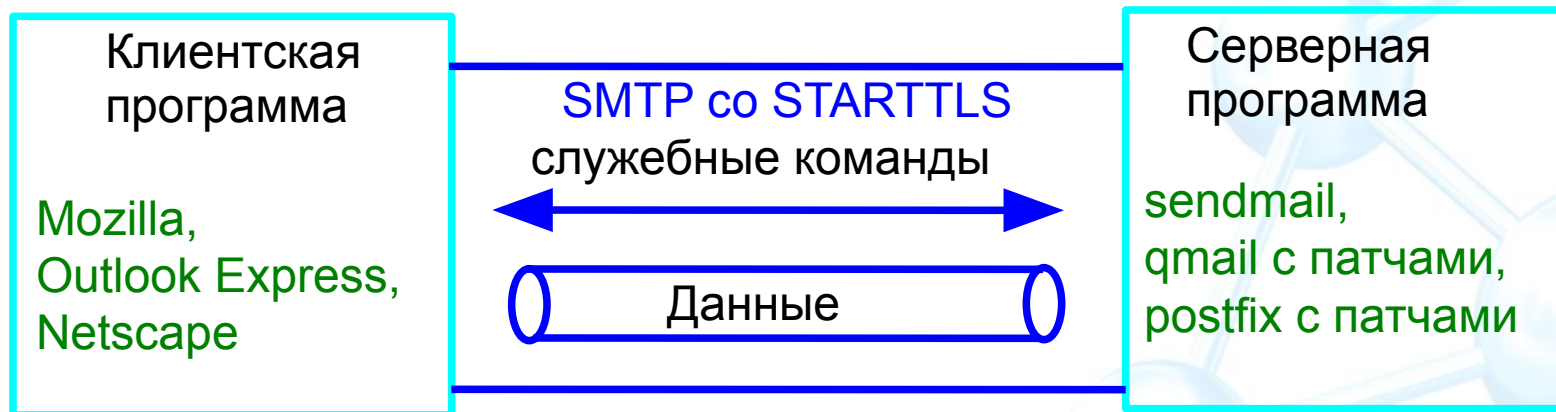 Клиентская
программа
Mozilla,
Outlook Express,
Netscape
SMTP со STARTTLS
служебные команды
Данные
Серверная
программа
sendmail,
qmail с патчами,
postfix с патчами